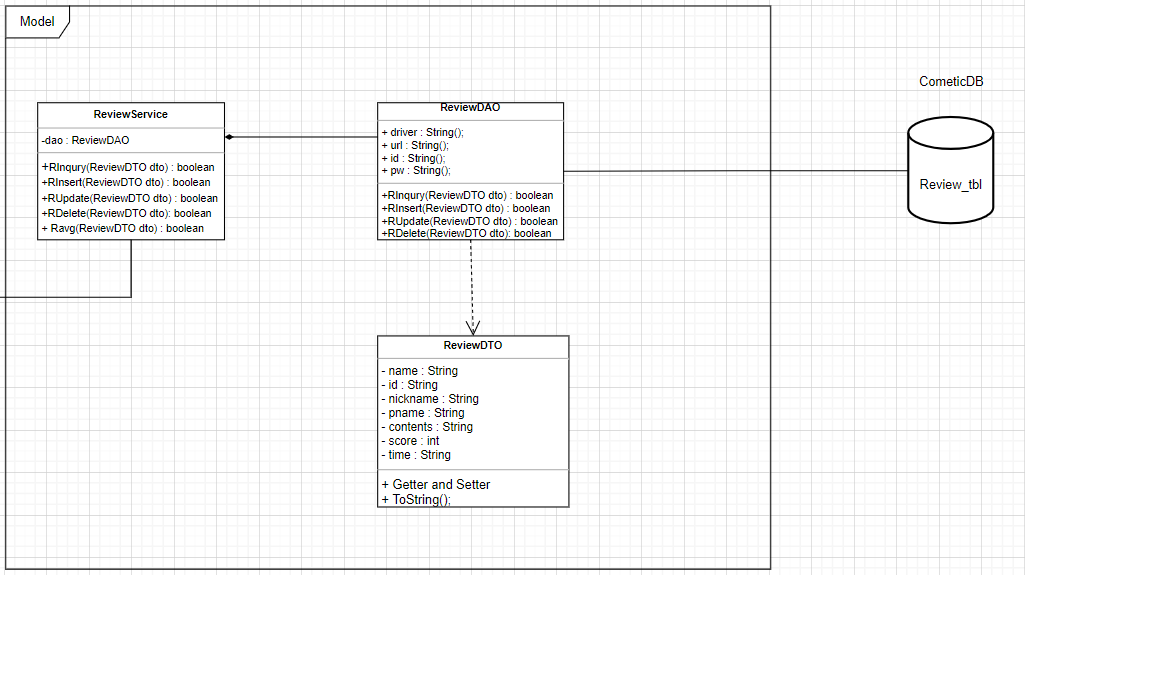 Model
ReviewService
-dao : ReviewDAO
+RInqury(ReviewDTO dto) : boolean
+RInsert(ReviewDTO dto) : boolean
+RUpdate(ReviewDTO dto) : boolean
+RDelete(ReviewDTO dto): boolean
+ Ravg(ReviewDTO dto) : boolean
ReviewDAO
+ driver : String();
+ url : String();
+ id : String();
+ pw : String();
+RInqury(ReviewDTO dto) : boolean
+RInsert(ReviewDTO dto) : boolean
+RUpdate(ReviewDTO dto) : boolean
+RDelete(ReviewDTO dto): boolean
CometicDB
Review_tbl
ReviewDTO
- name : String
- id : String
- nickname : String
- pname : String
- contents : String
- score : int
- time : String
+ Getter and Setter
+ ToString();